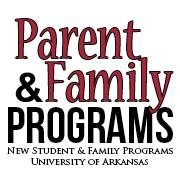 Parent
& Family
PROGRAMS
NEW STUDENT & FAMILY PROGRAMS
UNIVERSITY OF ARKANSAS